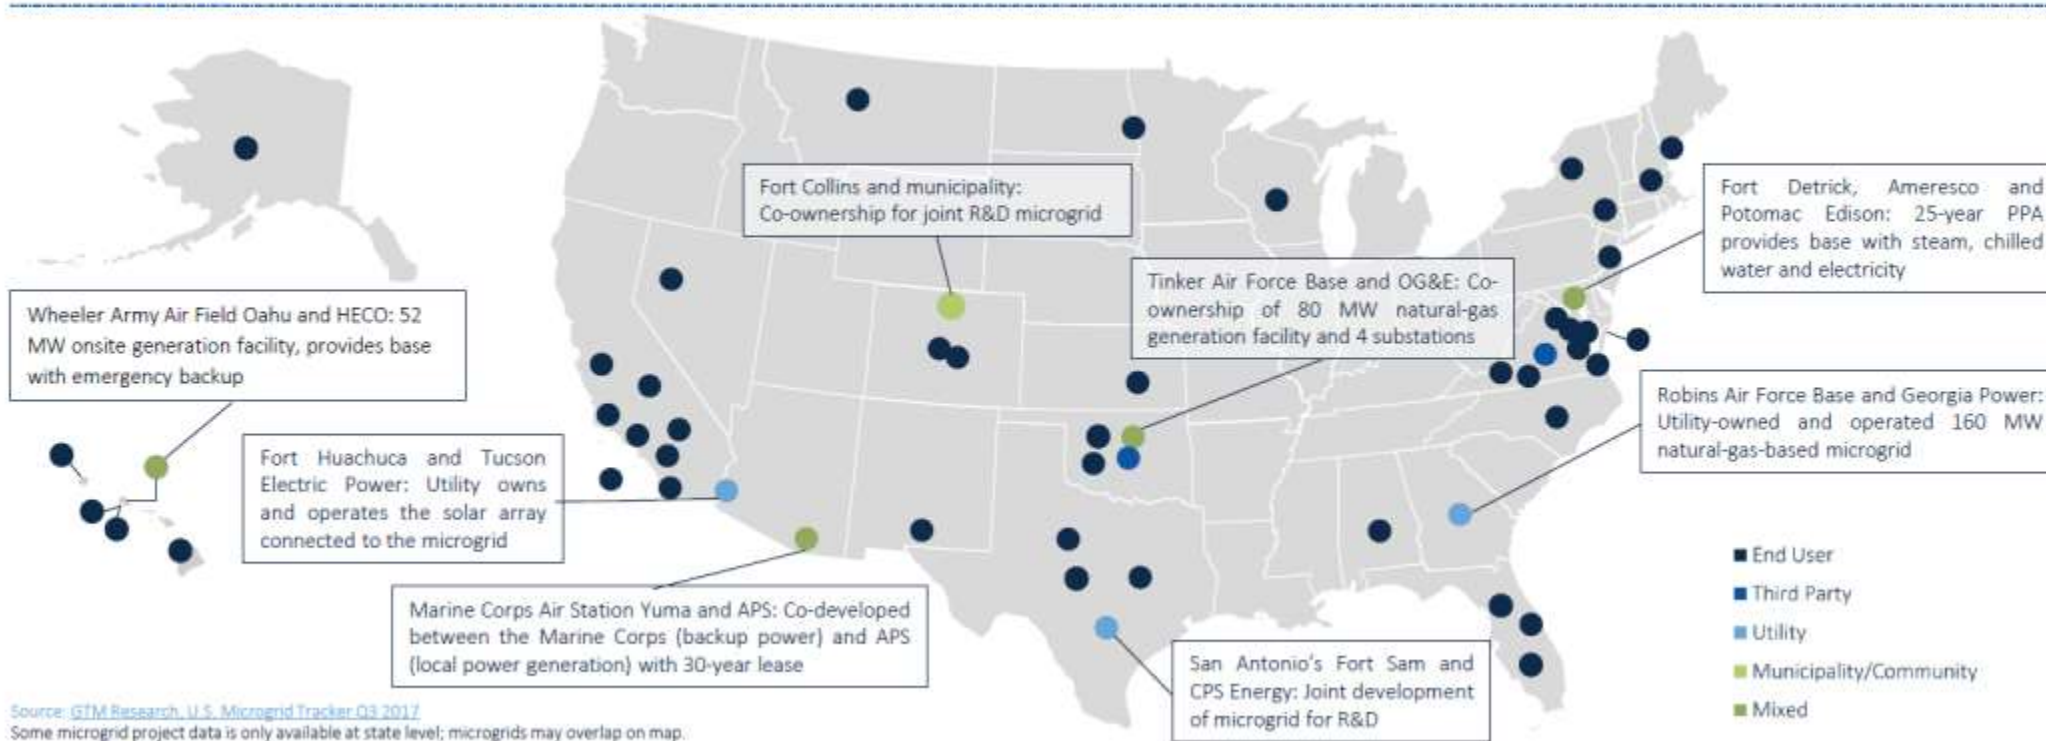 Fort Collins and municipality:
Co-ownership for joint R&D microgrid
Fort Detrick, Ameresco and
Potomac Edison: 25-year PPA
provides base with steam, chilled
water and electricity
Tinker Air Force Base and OG&E: Co-
ownership of 80 MW natural-gas
generation facility and 4 substations
Wheeler Army Air Field Oahu and HECO: 52
MW onsite generation facility, provides base
with emergency backup
Robins Air Force Base and Georgia Power:
Utility-owned and operated 160 MW
natural-gas-based microgrid
Fort Huachuca and Tucson
Electric Power: Utility owns
and operates the solar array
connected to the microgrid
Marine Corps Air Station Yuma and APS: Co-developed
between the Marine Corps (backup power) and APS
(local power generation) with 30-year lease
San Antonio's Fort Sam and
CPS Energy: Joint development
of microgrid for R&D
End User
Third Party
Utility
Municipality/Community
Mixed
Source: GTM Research, U.S. Microgrid Tracker Q3 2017
Some microgrid project data is only available at state level; microgrids may overlap on map.